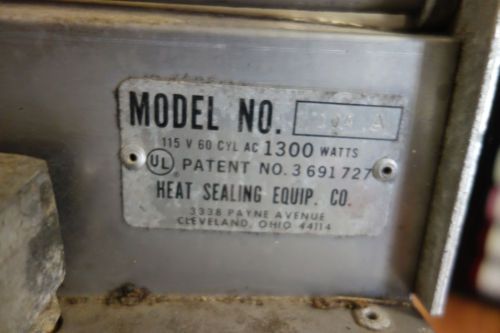 MODEL NO. A
115 V 60 CYL AC 1300 WATTS
UL ® PATENT NO. 3 691 727
HEAT SEALING EQUIP. CO.
3338 PAYNE AVENUE
CLEVELAND, OHIO 44114